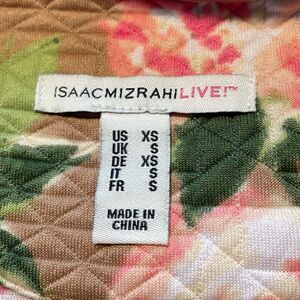 ISAACMIZRAHILIVE!™
US XS
UK S
DE XS
IT S
FR S
MADE IN
CHINA